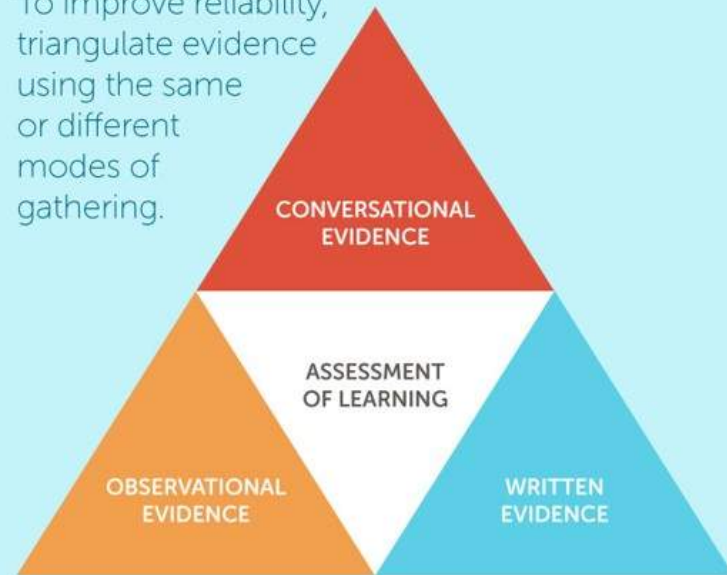 To improve reliability,
triangulate evidence
using the same
or different
modes of
gathering.
CONVERSATIONAL
EVIDENCE
ASSESSMENT
OF LEARNING
OBSERVATIONAL
EVIDENCE
WRITTEN
EVIDENCE